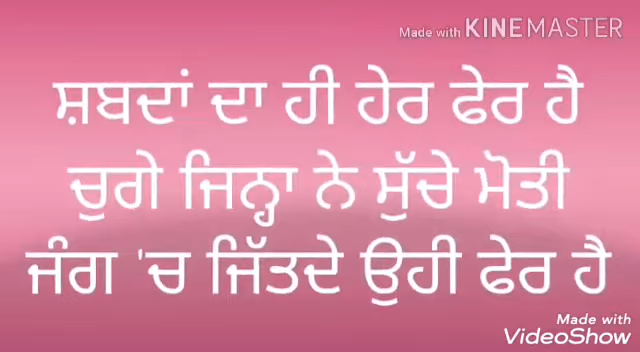 Made with KINEMASTER
ਸ਼ਬਦਾਂ ਦਾ ਹੀ ਹੇਰ ਫੇਰ ਹੈ
ਚੁਗੇ ਜਿਨ੍ਹਾ ਨੇ ਸੁੱਚੇ ਮੋਤੀ
ਜੰਗ 'ਚ ਜਿੱਤਦੇ ਉਹੀ ਫੇਰ ਹੈ
Made with
VideoShow